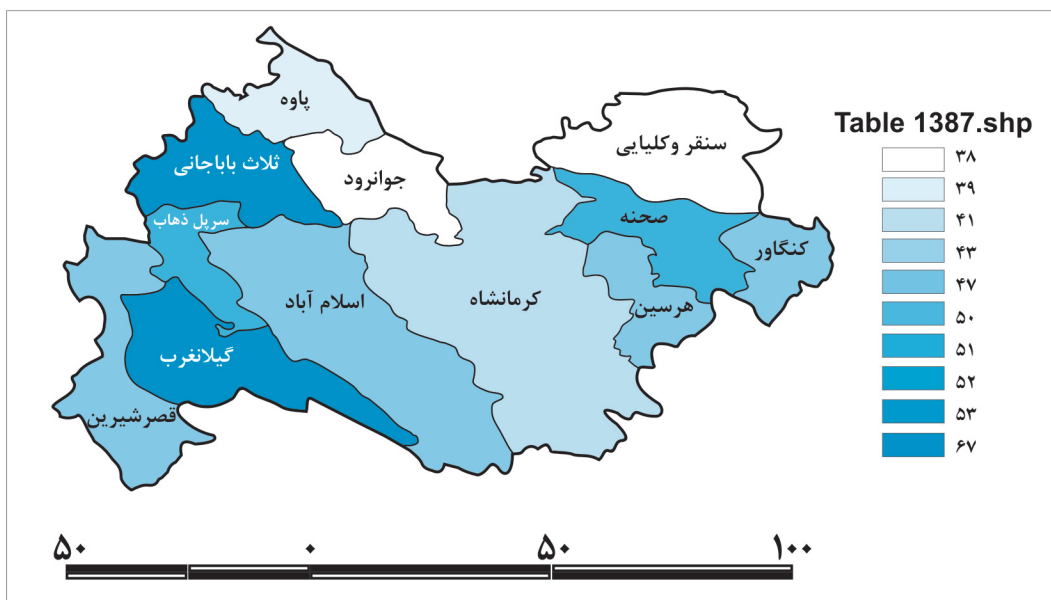 Table 1387.shp
۳۸
۳۹
۴۱
۴۳
۴۷
۵۰
۵۱
۵۲
۵۳
۶۷
پاوه
سنقر وکلیایی
ثلاث باباجانی
جوانرود
سرپل ذهاب
صحنه
کنگاور
اسلام آباد
کرمانشاه
هرسین
گیلانغرب
قصرشیرین
۵۰ ۰ ۵۰ ۱۰۰